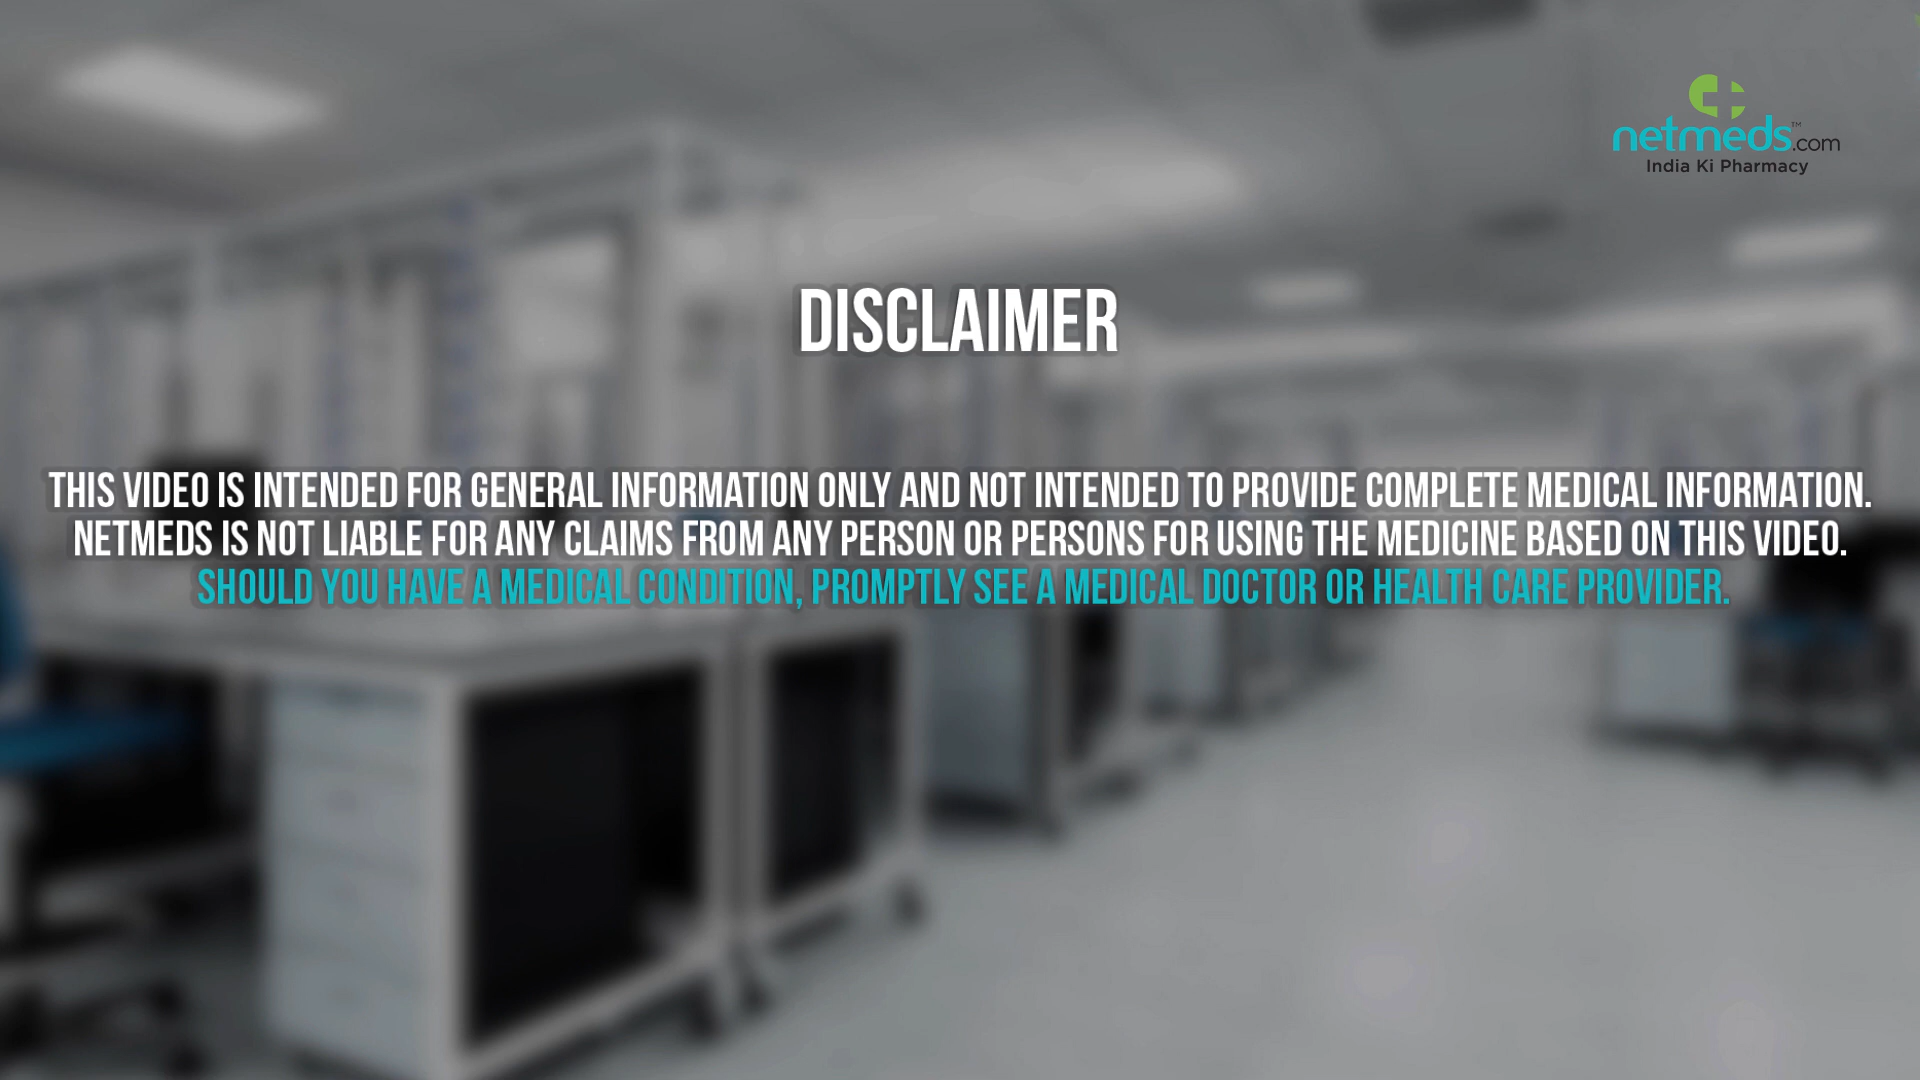 netmeds™.com
India Ki Pharmacy
DISCLAIMER
THIS VIDEO IS INTENDED FOR GENERAL INFORMATION ONLY AND NOT INTENDED TO PROVIDE COMPLETE MEDICAL INFORMATION.
NETMEDS IS NOT LIABLE FOR ANY CLAIMS FROM ANY PERSON OR PERSONS FOR USING THE MEDICINE BASED ON THIS VIDEO.
SHOULD YOU HAVE A MEDICAL CONDITION, PROMPTLY SEE A MEDICAL DOCTOR OR HEALTH CARE PROVIDER.